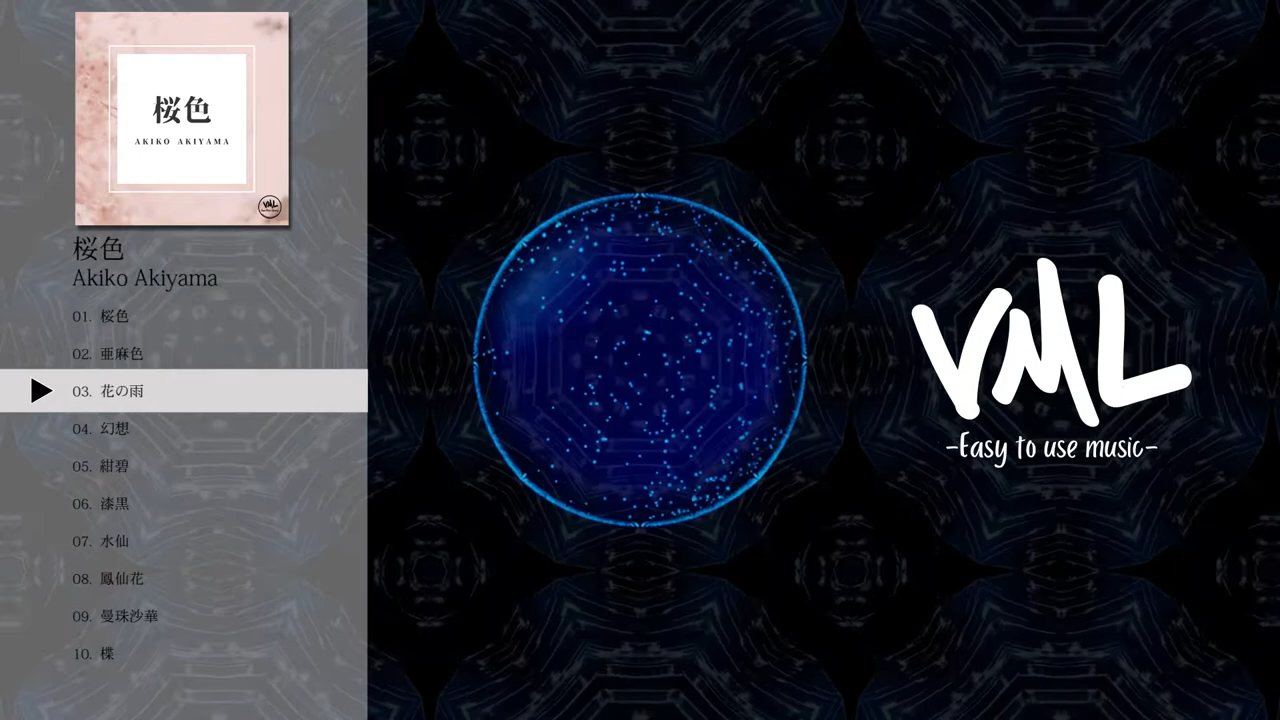 桜色
AKIKO AKIYAMA
VML
桜色
Akiko Akiyama
01. 桜色
02. 亜麻色
03. 花の雨
04. 幻想
05. 紺碧
06. 漆黒
07. 水仙
08. 鳳仙花
09. 曼珠沙華
10. 楪
VML
-Easy to use music-